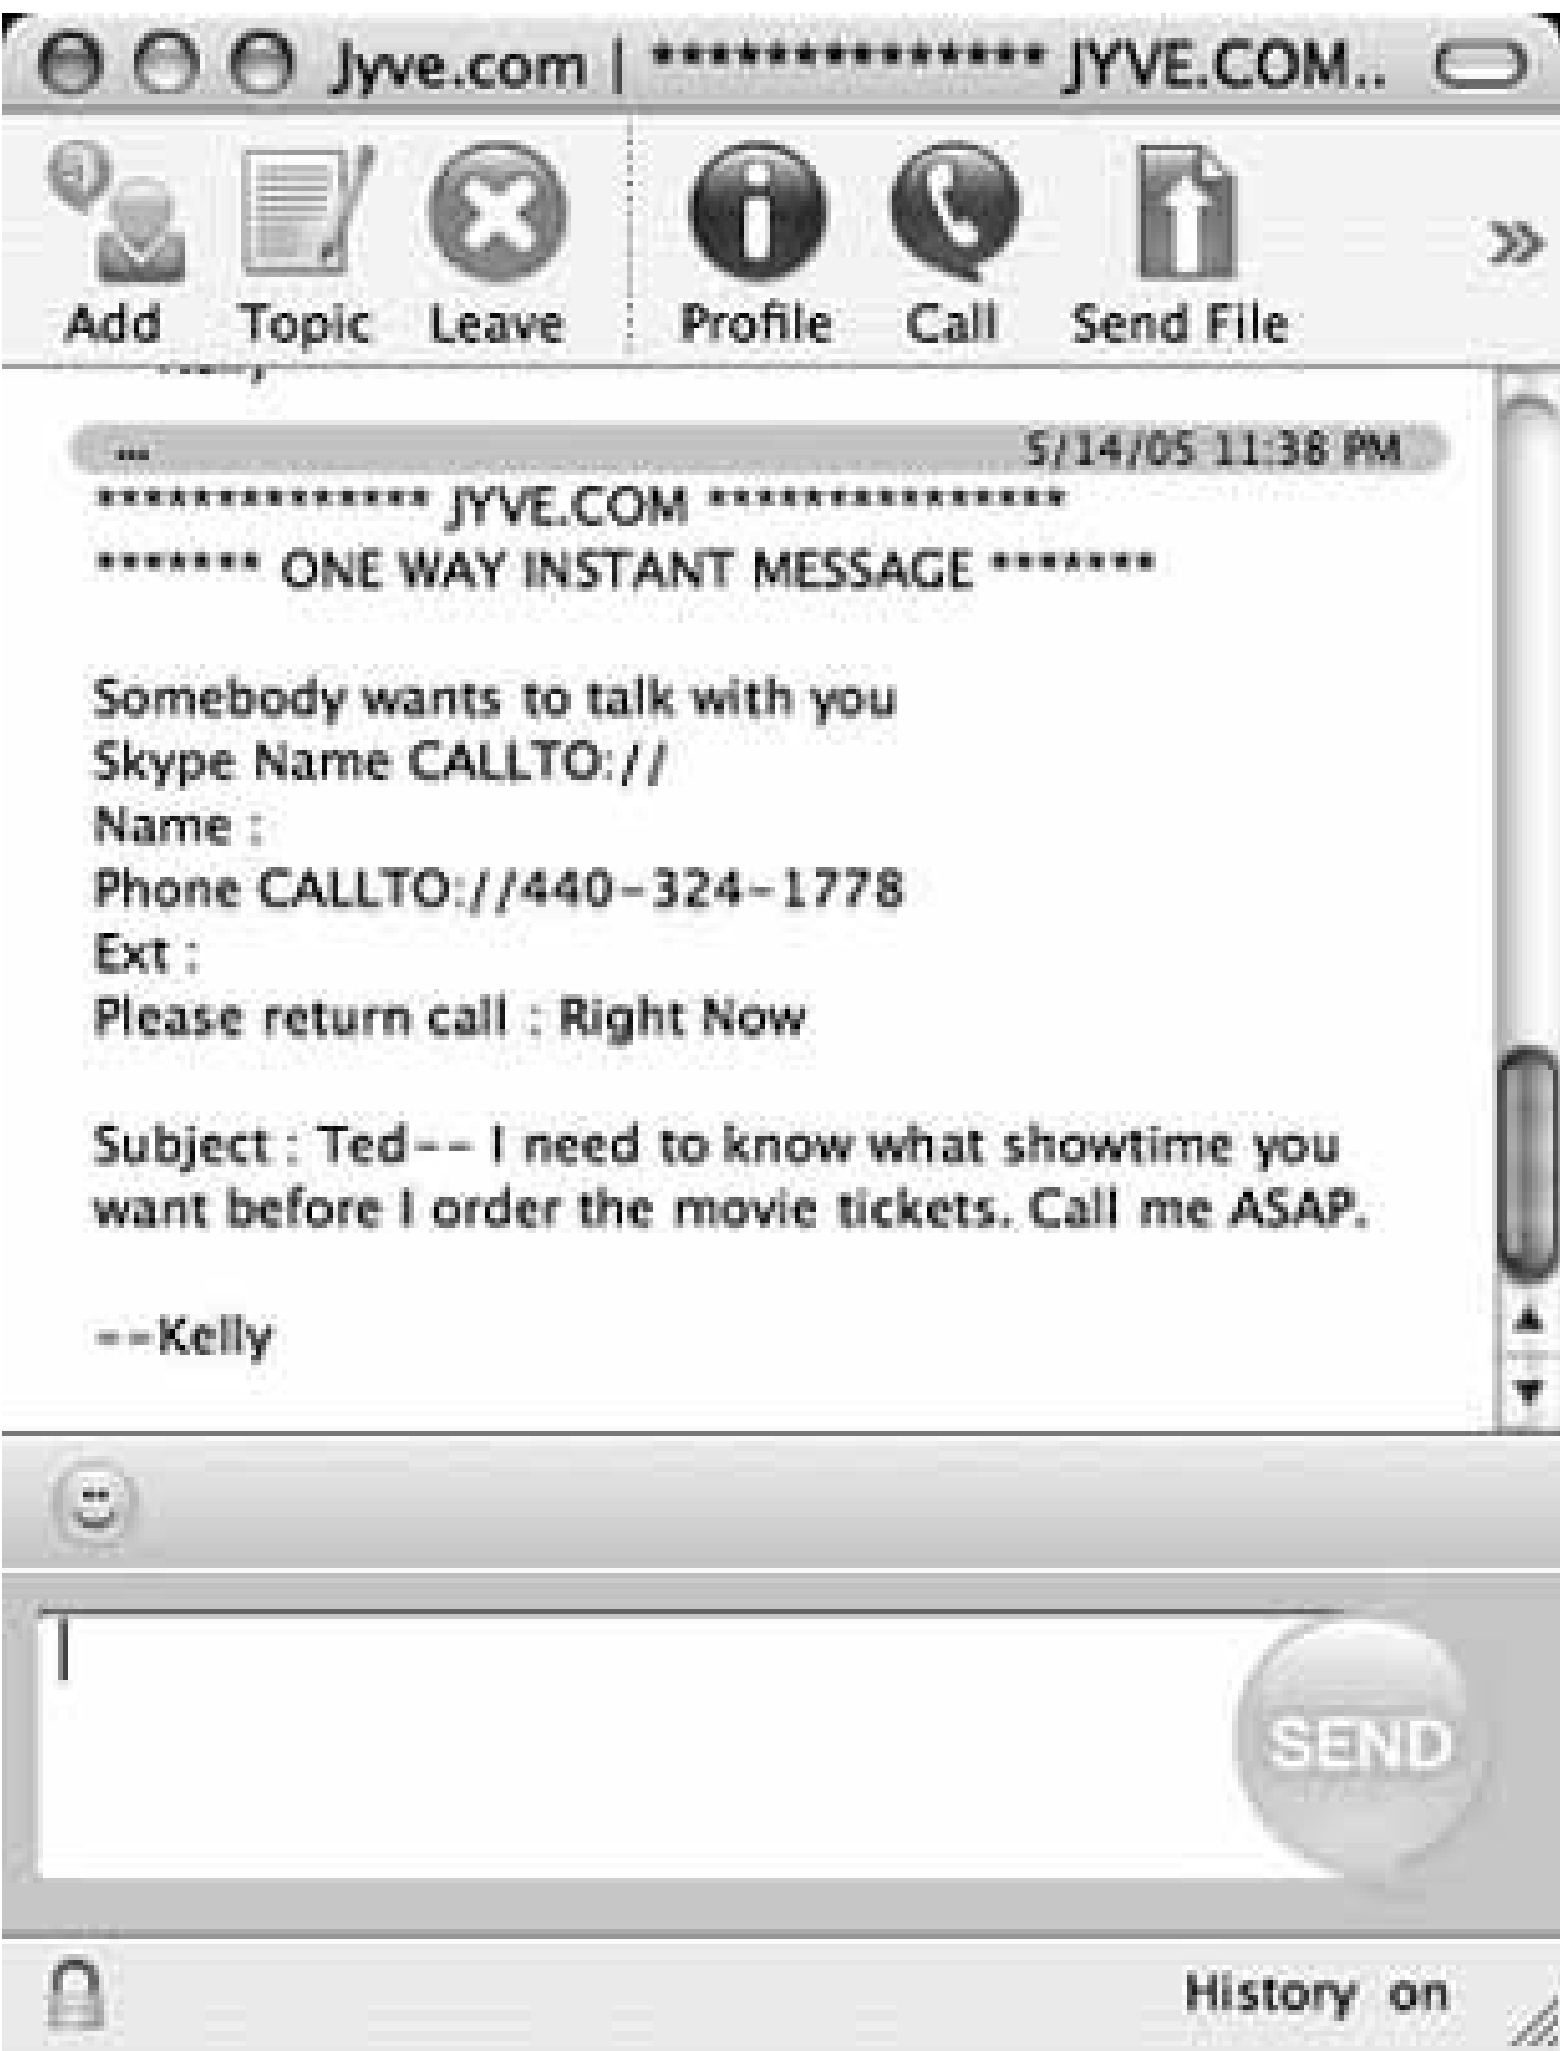 Jyve.com | ************** JYVE.COM..
Add Topic Leave Profile Call Send File
... 5/14/05 11:38 PM
************** JYVE.COM ***************
******* ONE WAY INSTANT MESSAGE *******
Somebody wants to talk with you
Skype Name CALLTO://
Name :
Phone CALLTO://440-324-1778
Ext :
Please return call : Right Now
Subject : Ted-- I need to know what showtime you
want before I order the movie tickets. Call me ASAP.
--Kelly
SEND
History on